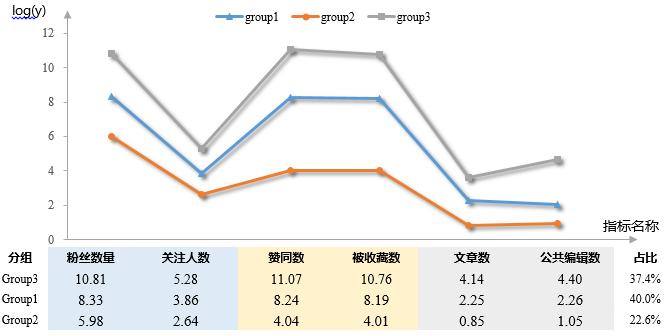 log(y)
group1 group2 group3
12
10
8
6
4
2
0
指标名称
分组 粉丝数量 关注人数 赞同数 被收藏数 文章数 公共编辑数 占比
Group3 10.81 5.28 11.07 10.76 4.14 4.40 37.4%
Group1 8.33 3.86 8.24 8.19 2.25 2.26 40.0%
Group2 5.98 2.64 4.04 4.01 0.85 1.05 22.6%